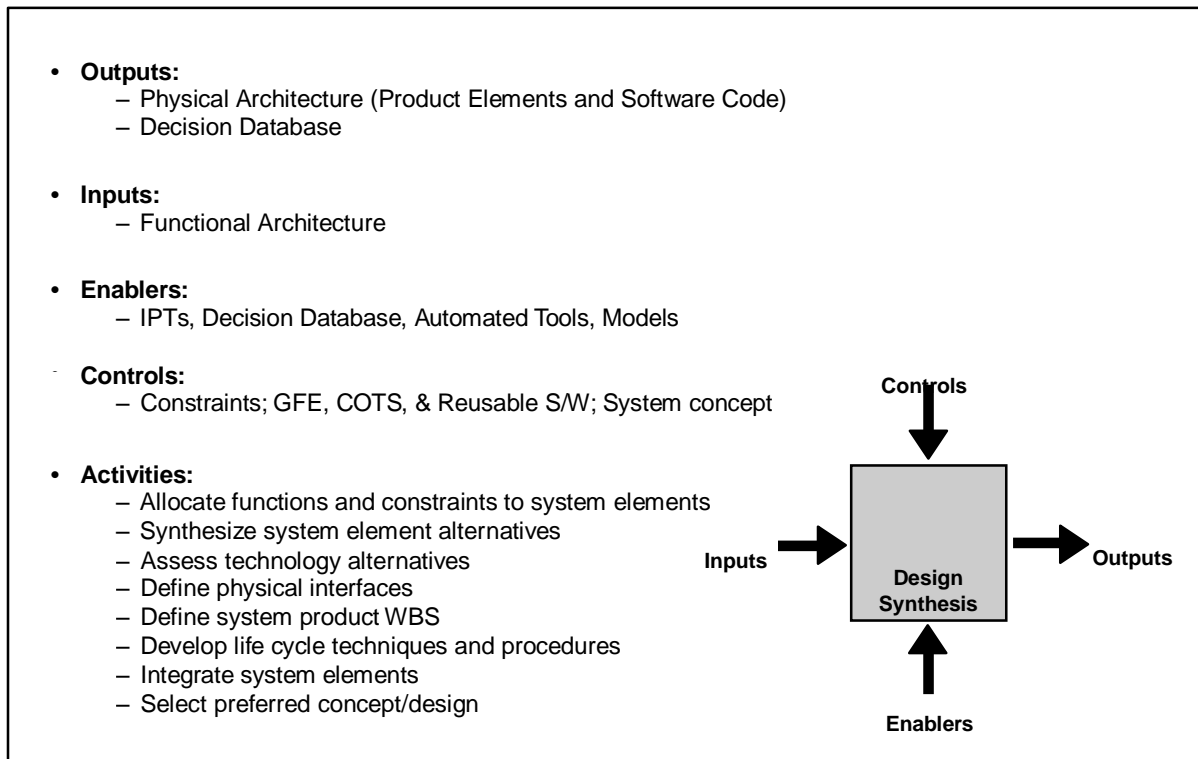 • Outputs:
– Physical Architecture (Product Elements and Software Code)
– Decision Database
• Inputs:
– Functional Architecture
• Enablers:
– IPTs, Decision Database, Automated Tools, Models
Controls:
– Constraints; GFE, COTS, & Reusable S/W; System concept
• Activities:
– Allocate functions and constraints to system elements
– Synthesize system element alternatives
– Assess technology alternatives
– Define physical interfaces
– Define system product WBS
– Develop life cycle techniques and procedures
– Integrate system elements
– Select preferred concept/design
Controls
Inputs
Design
Synthesis
Outputs
Enablers